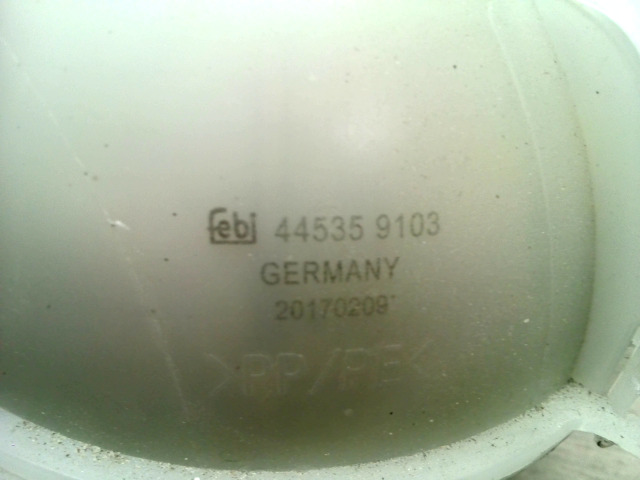 febi 44535 9103
GERMANY
20170209
>PP/PE<